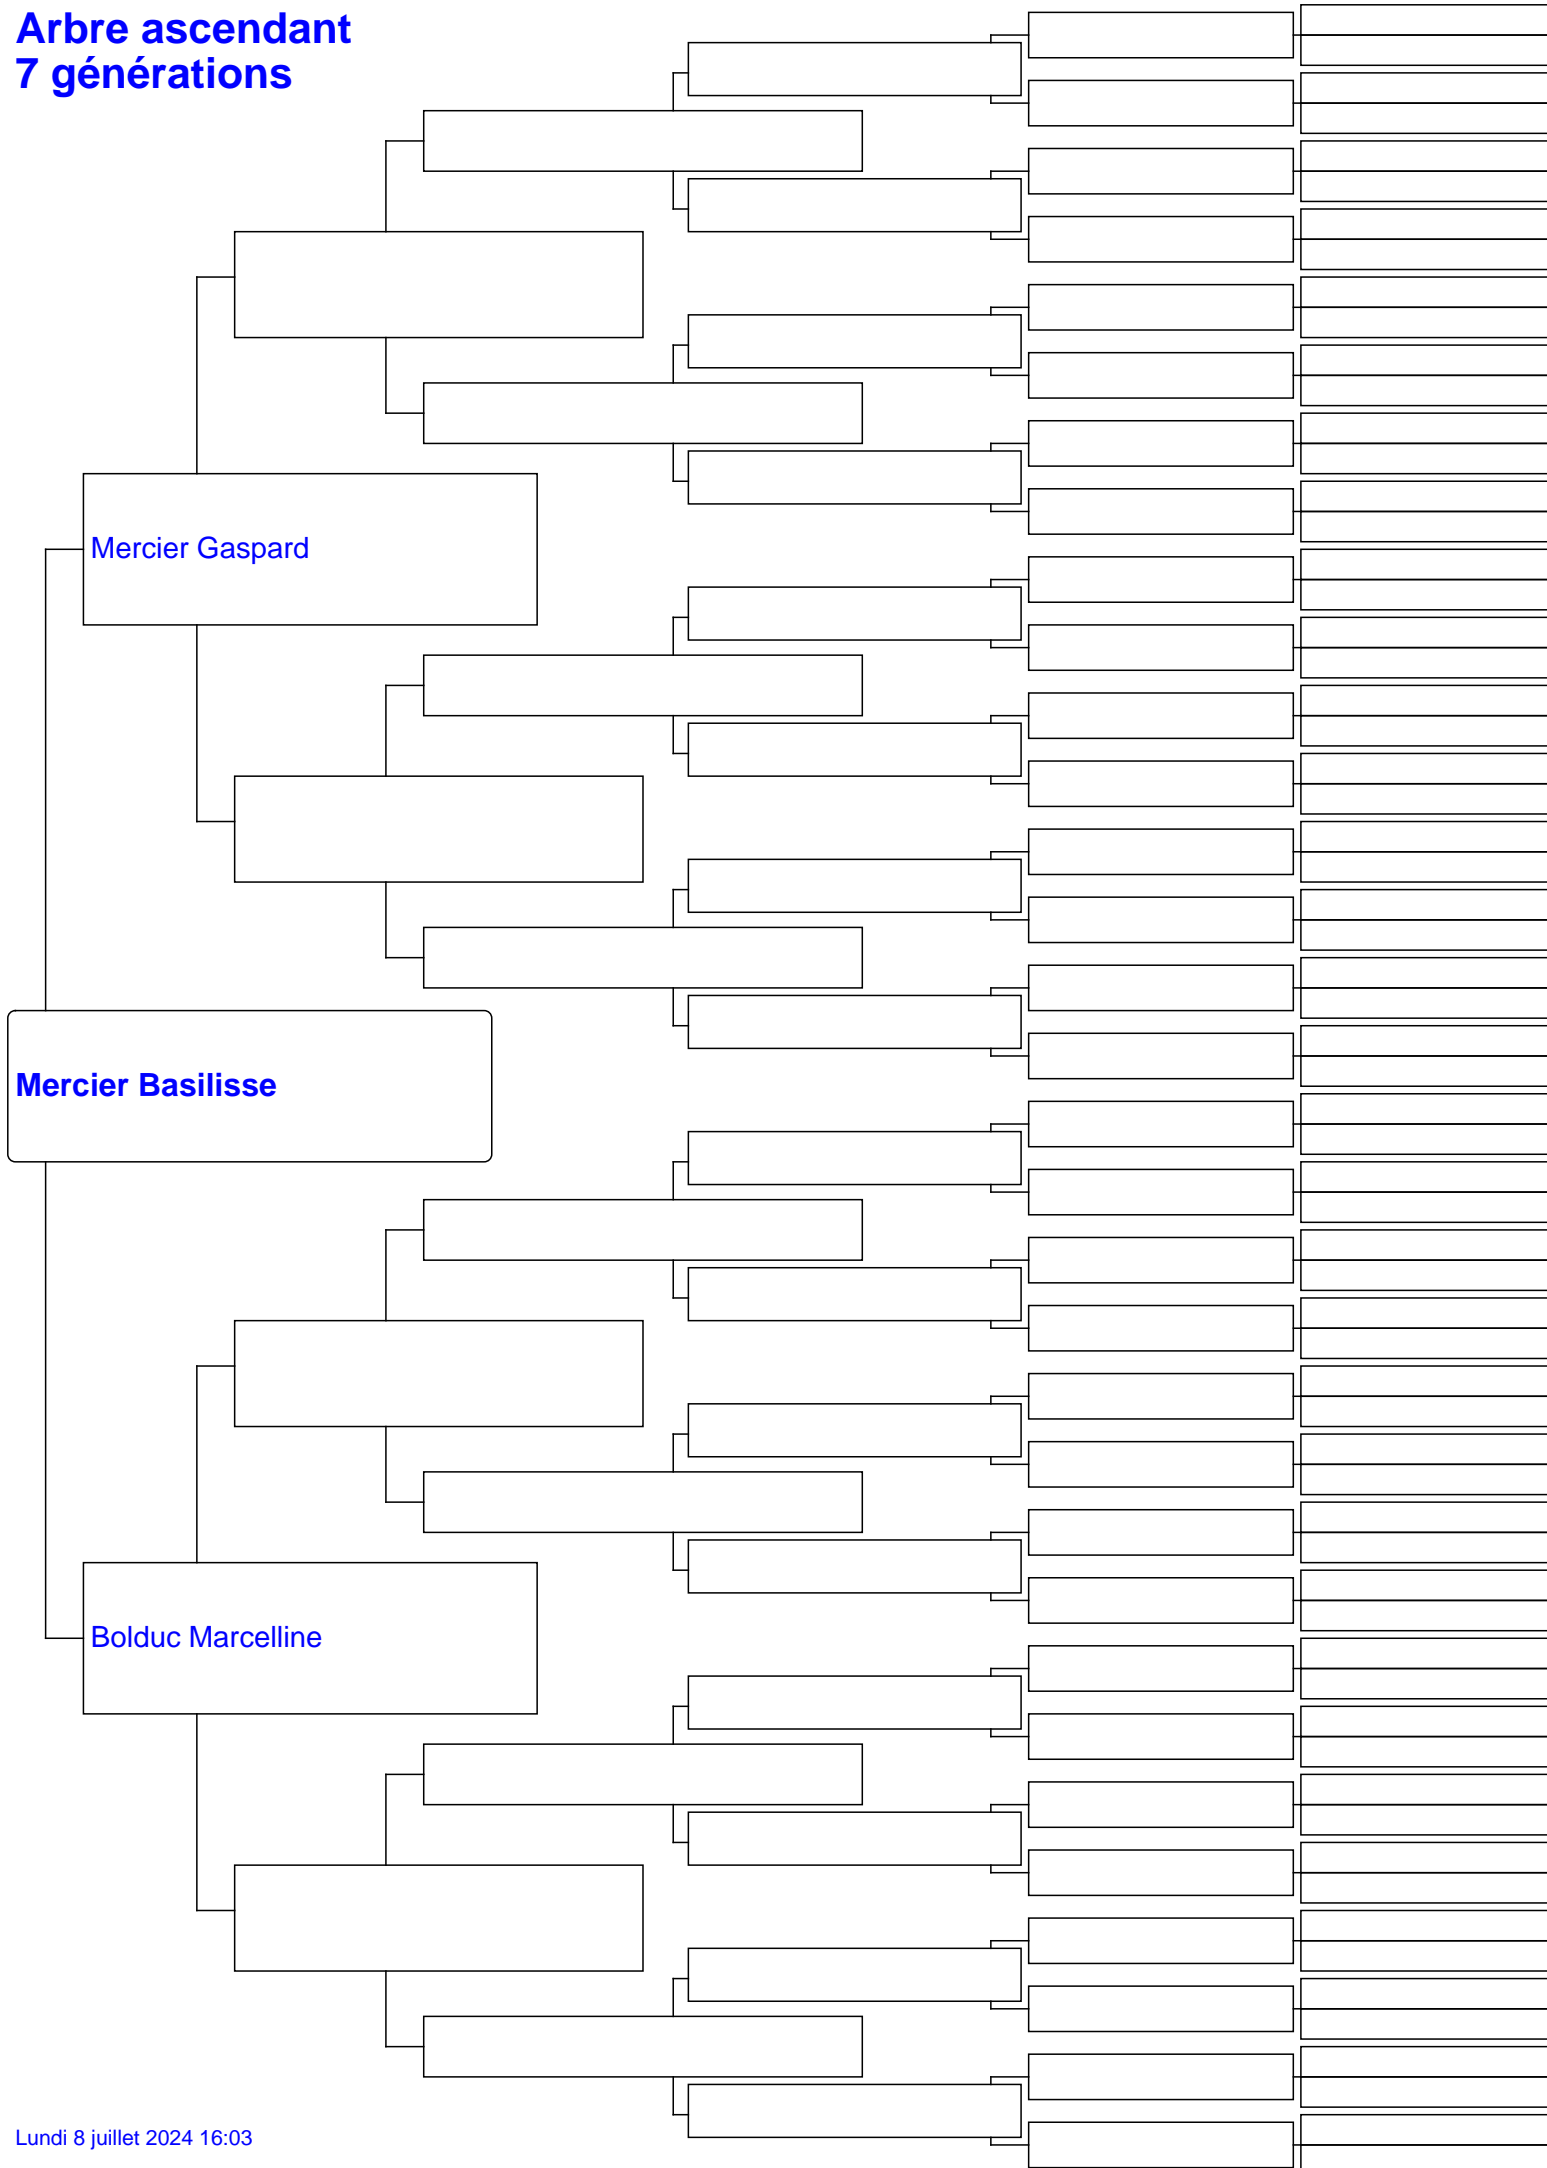 Arbre ascendant
7 générations
Mercier Gaspard
Mercier Basilisse
Bolduc Marcelline
Lundi 8 juillet 2024 16:03